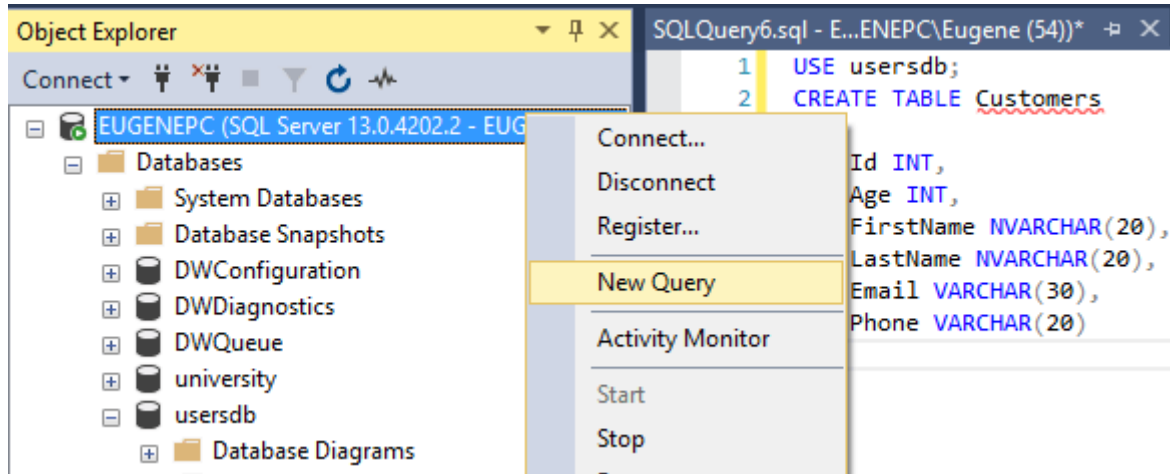 Object Explorer
Connect
EUGENEPC (SQL Server 13.0.4202.2 - EUG
Databases
System Databases
Database Snapshots
DWConfiguration
DWDiagnostics
DWQueue
university
usersdb
Database Diagrams
Connect...
Disconnect
Register...
New Query
Activity Monitor
Start
Stop
SQLQuery6.sql - E...ENEPC\Eugene (54))*
1 USE usersdb;
2 CREATE TABLE Customers
Id INT,
Age INT,
FirstName NVARCHAR(20),
LastName NVARCHAR(20),
Email VARCHAR(30),
Phone VARCHAR(20)